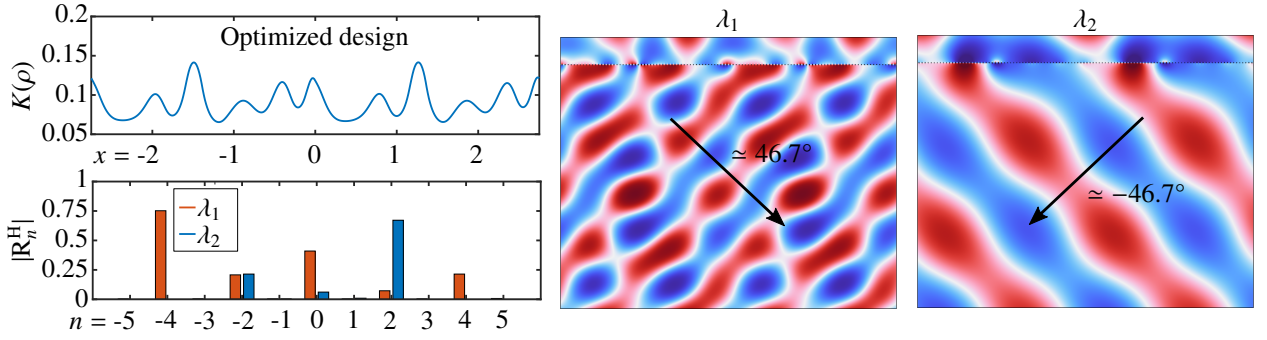 0.2
Optimized design
0.15
0.1
0.05
K(ρ)
x = -2 -1 0 1 2
1
0.75
0.5
0.25
0
|R_n^H|
λ₁
λ₂
n = -5 -4 -3 -2 -1 0 1 2 3 4 5
λ₁
≃ 46.7°
λ₂
≃ −46.7°